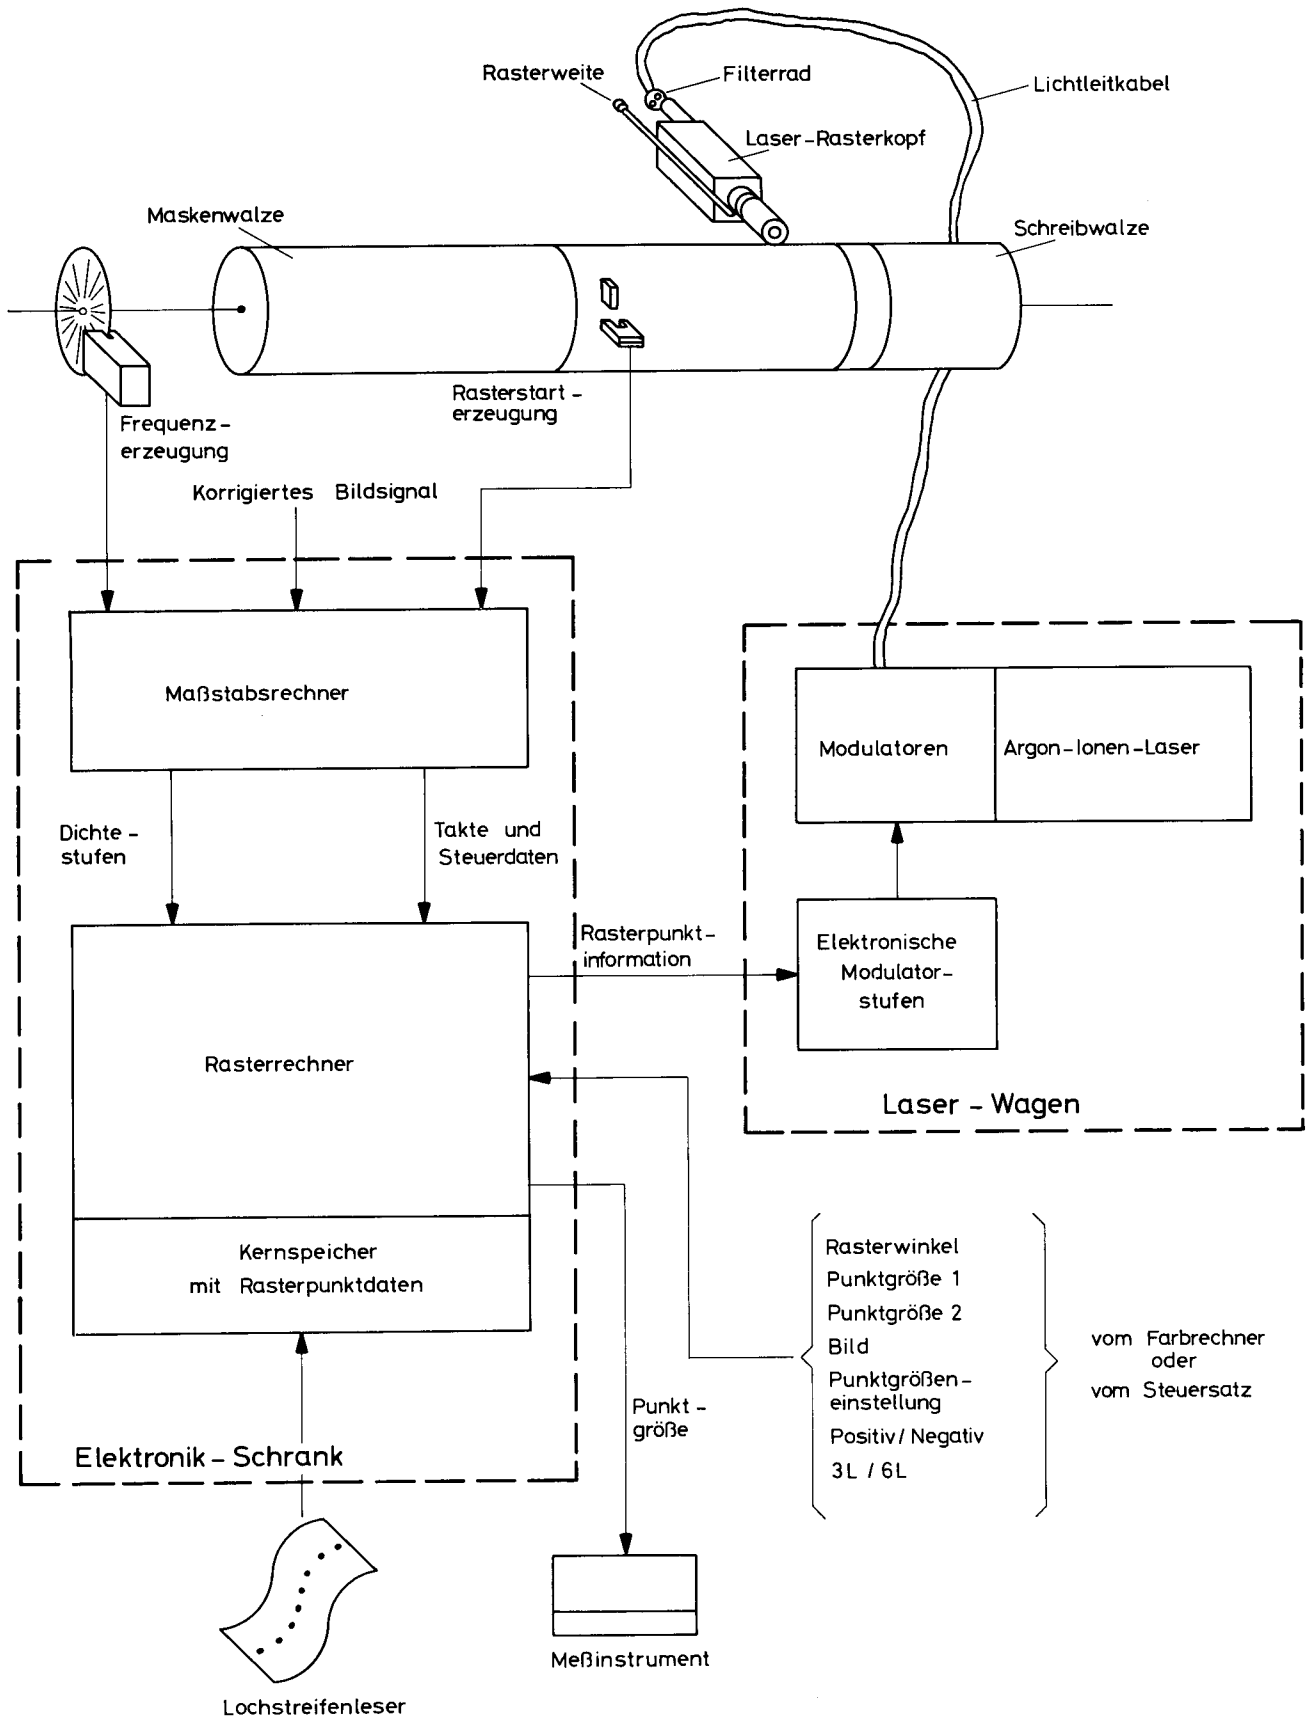 Rasterweite
Filterrad
Lichtleitkabel
Laser-Rasterkopf
Maskenwalze
Schreibwalze
Rasterstart-
erzeugung
Frequenz-
erzeugung
Korrigiertes Bildsignal
Maßstabsrechner
Modulatoren
Argon-Ionen-Laser
Dichte-
stufen
Takte und
Steuerdaten
Rasterpunkt-
information
Elektronische
Modulator-
stufen
Rasterrechner
Laser-Wagen
Kernspeicher
mit Rasterpunktdaten
Rasterwinkel
Punktgröße 1
Punktgröße 2
Bild
Punktgrößen-
einstellung
Positiv/Negativ
3L / 6L
vom Farbrechner
oder
vom Steuersatz
Punkt-
größe
Elektronik-Schrank
Meßinstrument
Lochstreifenleser